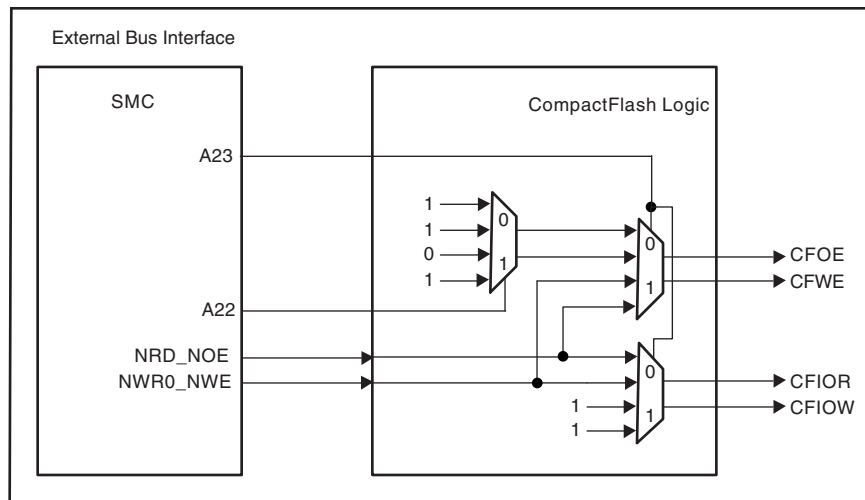 External Bus Interface
SMC
CompactFlash Logic
A23
1
1
0
1
0
1
0
1
CFOE
CFWE
A22
NRD_NOE
NWR0_NWE
1
1
0
1
CFIOR
CFIOW